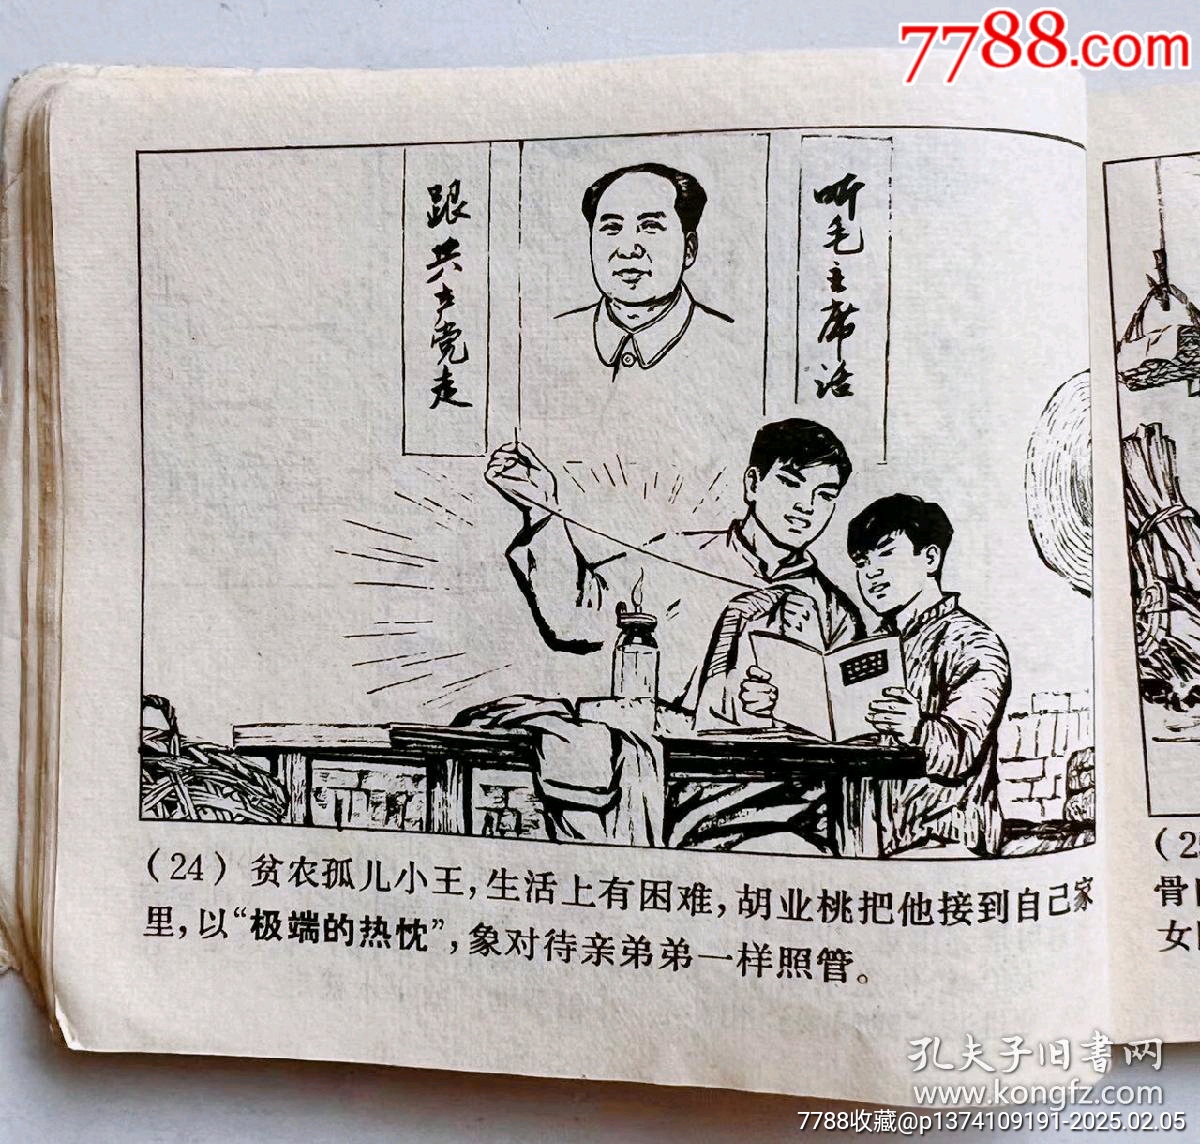 7788.com
听毛主席话
跟共产党走
(24) 贫农孤儿小王，生活上有困难，胡业桃把他接到自己家
里，以“极端的热忱”，象对待亲弟弟一样照管。
(2
骨
女
孔夫子旧书网
www.kongfz.com
7788收藏@p1374109191-2025.02.05